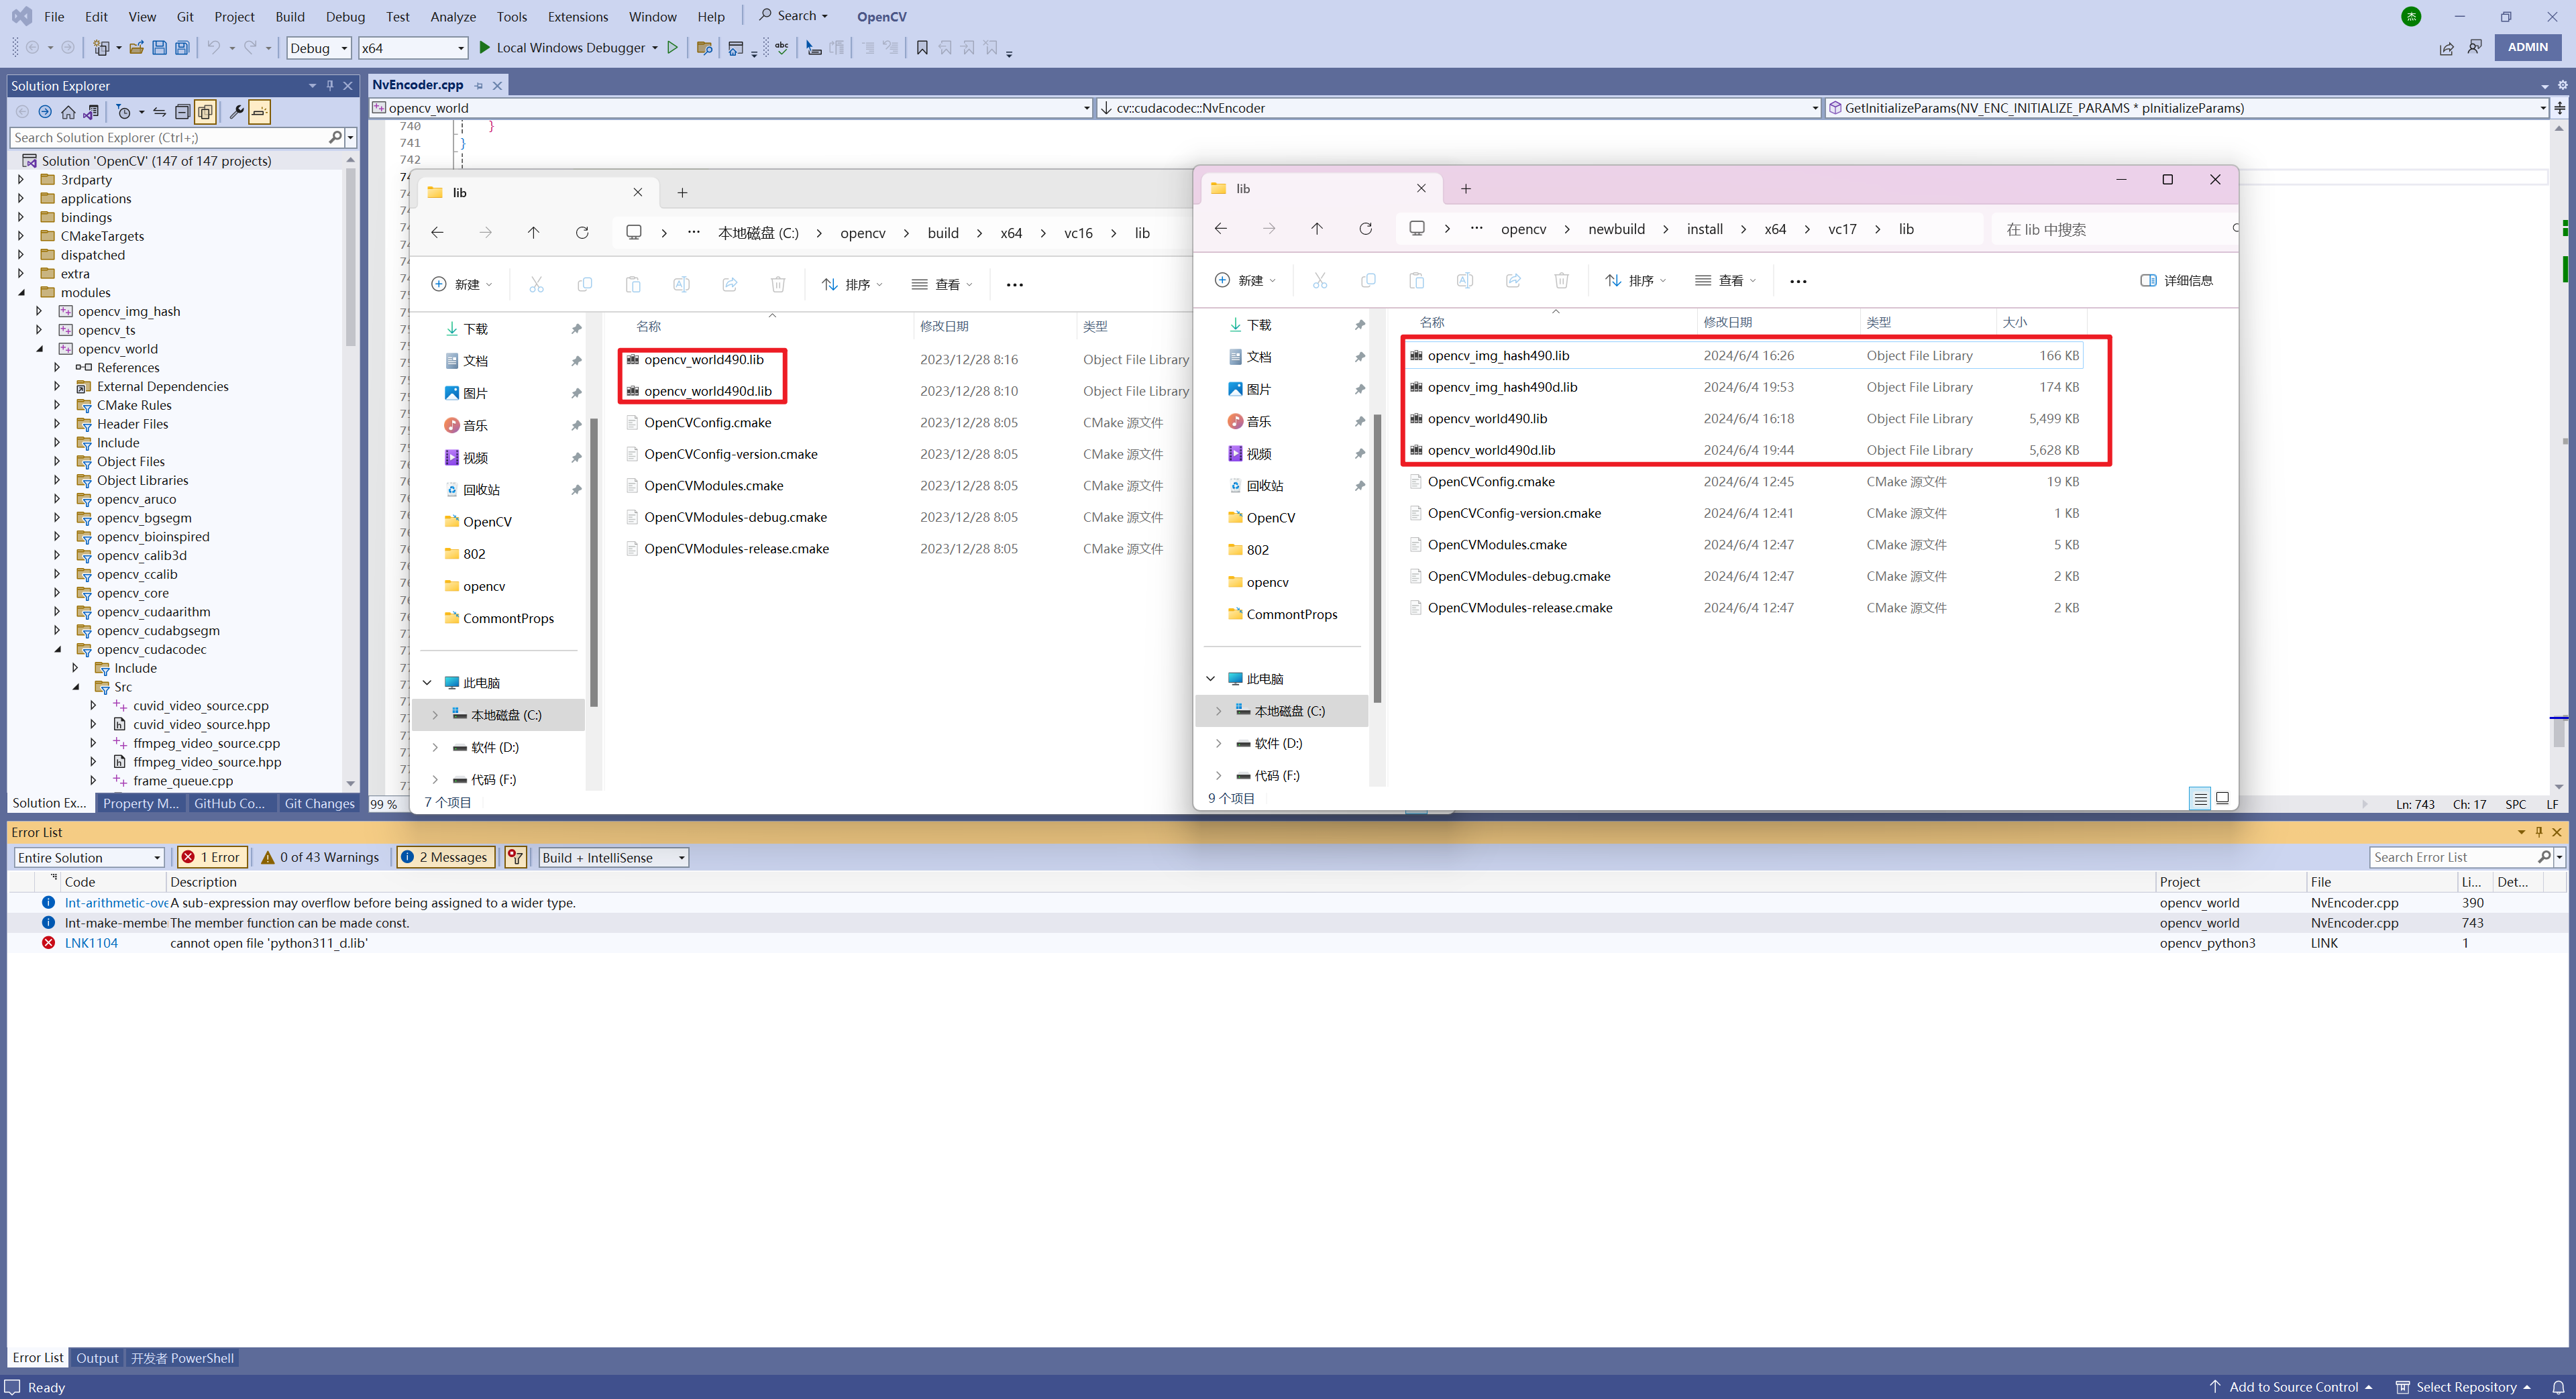 File Edit View Git Project Build Debug Test Analyze Tools Extensions Window Help Search OpenCV 杰
Debug x64 Local Windows Debugger ADMIN
Solution Explorer
Search Solution Explorer (Ctrl+;)
Solution 'OpenCV' (147 of 147 projects)
3rdparty
applications
bindings
CMakeTargets
dispatched
extra
modules
opencv_img_hash
opencv_ts
opencv_world
References
External Dependencies
CMake Rules
Header Files
Include
Object Files
Object Libraries
opencv_aruco
opencv_bgsegm
opencv_bioinspired
opencv_calib3d
opencv_ccalib
opencv_core
opencv_cudaarithm
opencv_cudabgsegm
opencv_cudacodec
Include
Src
cuvid_video_source.cpp
cuvid_video_source.hpp
ffmpeg_video_source.cpp
ffmpeg_video_source.hpp
frame_queue.cpp
Solution Ex... Property M... GitHub Co... Git Changes
NvEncoder.cpp
opencv_world cv::cudacodec::NvEncoder GetInitializeParams(NV_ENC_INITIALIZE_PARAMS * pInitializeParams)
740 }
741 }
742
99 %
lib
本地磁盘 (C:) opencv build x64 vc16 lib
新建 排序 查看
下载
文档
图片
音乐
视频
回收站
OpenCV
802
opencv
CommontProps
此电脑
本地磁盘 (C:)
软件 (D:)
代码 (F:)
名称 修改日期 类型
opencv_world490.lib 2023/12/28 8:16 Object File Library
opencv_world490d.lib 2023/12/28 8:10 Object File Library
OpenCVConfig.cmake 2023/12/28 8:05 CMake 源文件
OpenCVConfig-version.cmake 2023/12/28 8:05 CMake 源文件
OpenCVModules.cmake 2023/12/28 8:05 CMake 源文件
OpenCVModules-debug.cmake 2023/12/28 8:05 CMake 源文件
OpenCVModules-release.cmake 2023/12/28 8:05 CMake 源文件
7 个项目
lib
opencv newbuild install x64 vc17 lib 在 lib 中搜索
新建 排序 查看 详细信息
下载
文档
图片
音乐
视频
回收站
OpenCV
802
opencv
CommontProps
此电脑
本地磁盘 (C:)
软件 (D:)
代码 (F:)
名称 修改日期 类型 大小
opencv_img_hash490.lib 2024/6/4 16:26 Object File Library 166 KB
opencv_img_hash490d.lib 2024/6/4 19:53 Object File Library 174 KB
opencv_world490.lib 2024/6/4 16:18 Object File Library 5,499 KB
opencv_world490d.lib 2024/6/4 19:44 Object File Library 5,628 KB
OpenCVConfig.cmake 2024/6/4 12:45 CMake 源文件 19 KB
OpenCVConfig-version.cmake 2024/6/4 12:41 CMake 源文件 1 KB
OpenCVModules.cmake 2024/6/4 12:47 CMake 源文件 5 KB
OpenCVModules-debug.cmake 2024/6/4 12:47 CMake 源文件 2 KB
OpenCVModules-release.cmake 2024/6/4 12:47 CMake 源文件 2 KB
9 个项目
Ln: 743 Ch: 17 SPC LF
Error List
Entire Solution 1 Error 0 of 43 Warnings 2 Messages Build + IntelliSense Search Error List
Code Description Project File Li... Det...
Int-arithmetic-ove A sub-expression may overflow before being assigned to a wider type. opencv_world NvEncoder.cpp 390
Int-make-membe The member function can be made const. opencv_world NvEncoder.cpp 743
LNK1104 cannot open file 'python311_d.lib' opencv_python3 LINK 1
Error List Output 开发者 PowerShell
Ready Add to Source Control Select Repository